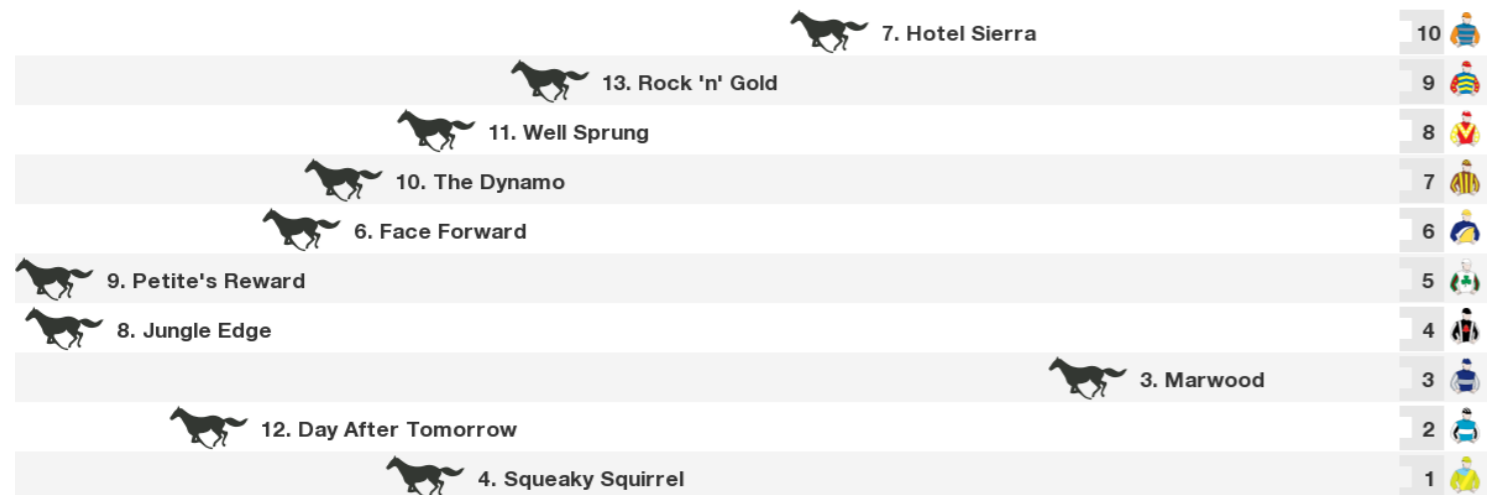 7. Hotel Sierra 10
13. Rock 'n' Gold 9
11. Well Sprung 8
10. The Dynamo 7
6. Face Forward 6
9. Petite's Reward 5
8. Jungle Edge 4
3. Marwood 3
12. Day After Tomorrow 2
4. Squeaky Squirrel 1